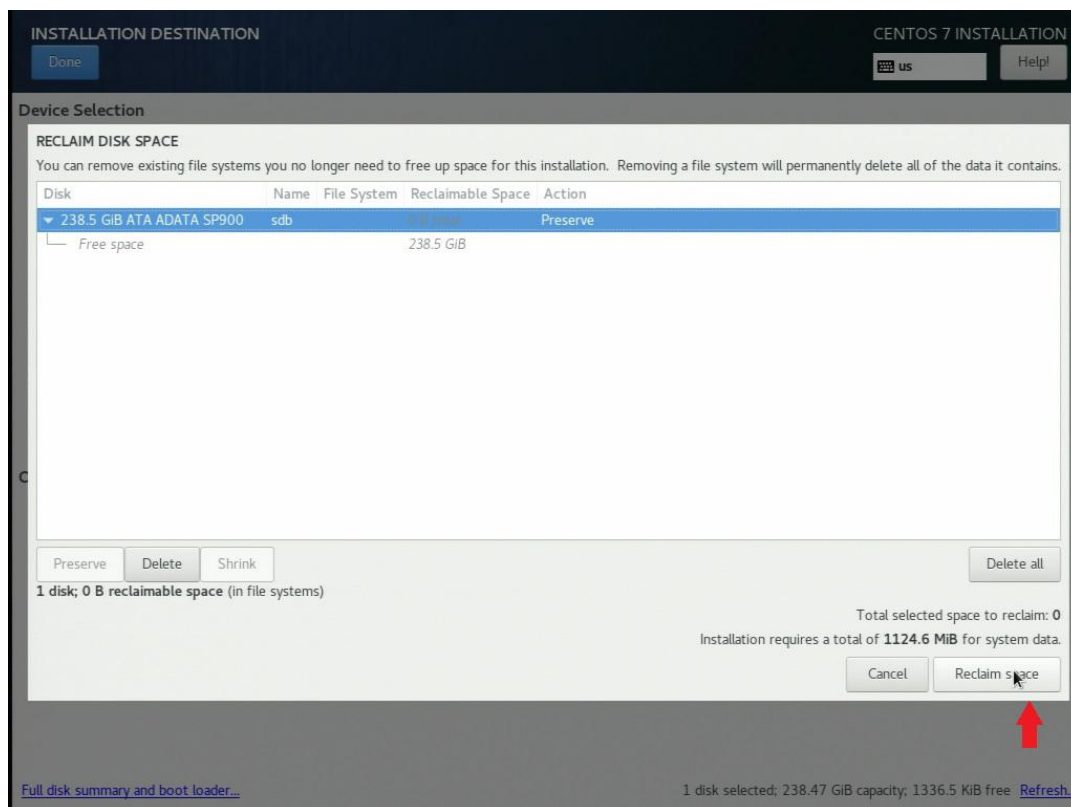 INSTALLATION DESTINATION
CENTOS 7 INSTALLATION
Done
us
Help!
Device Selection
RECLAIM DISK SPACE
You can remove existing file systems you no longer need to free up space for this installation. Removing a file system will permanently delete all of the data it contains.
Disk Name File System Reclaimable Space Action
238.5 GiB ATA ADATA SP900 sdb Preserve
Free space 238.5 GiB
Preserve Delete Shrink Delete all
1 disk; 0 B reclaimable space (in file systems)
Total selected space to reclaim: 0
Installation requires a total of 1124.6 MiB for system data.
Cancel Reclaim space
Full disk summary and boot loader... 1 disk selected; 238.47 GiB capacity; 1336.5 KiB free Refresh..